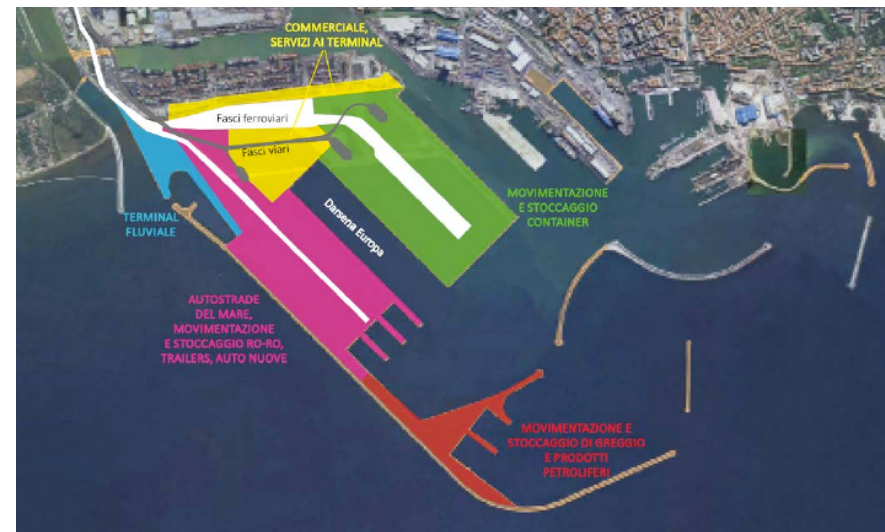 COMMERCIALE,
SERVIZI AI TERMINAL
Fasci ferroviari
Fasci viari
MOVIMENTAZIONE
E STOCCAGGIO
CONTAINER
TERMINAL
FLUVIALE
Darsena Europa
AUTOSTRADE
DEL MARE,
MOVIMENTAZIONE
E STOCCAGGIO RO-RO,
TRAILERS, AUTO NUOVE
MOVIMENTAZIONE E
STOCCAGGIO DI GREGGIO
E PRODOTTI
PETROLIFERI